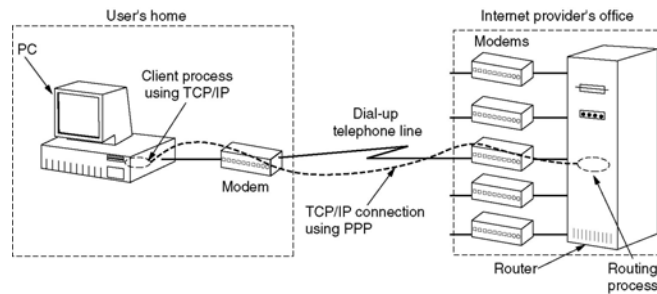 User's home
Internet provider's office
PC
Modems
Client process
using TCP/IP
Dial-up
telephone line
Modem
TCP/IP connection
using PPP
Router
Routing
process